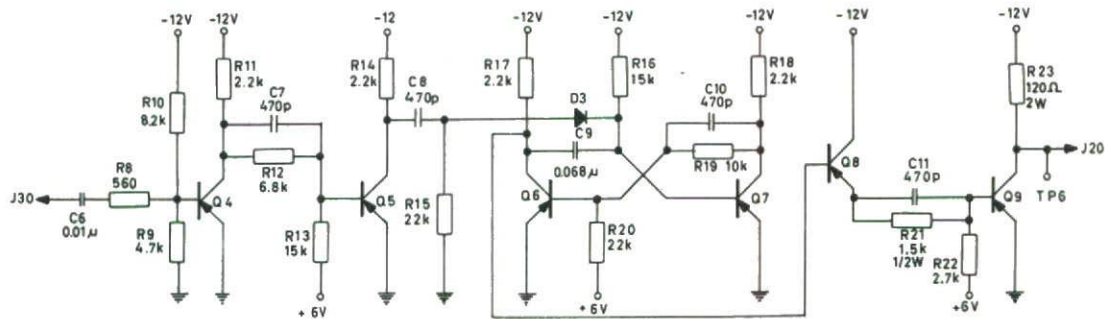 -12V
-12V
-12
-12V
-12V
-12V
-12V
-12V
R10
8.2k
R11
2.2k
C7
470p
R14
2.2k
C8
470p
R17
2.2k
R16
15k
D3
C9
0.068µ
C10
470p
R18
2.2k
R19 10k
R23
120Ω
2W
J30
C6
0.01µ
R8
560
R9
4.7k
Q4
R12
6.8k
R13
15k
+6V
Q5
R15
22k
Q6
R20
22k
+6V
Q7
Q8
C11
470p
R21
1.5k
1/2W
R22
2.7k
+6V
Q9
J20
TP6